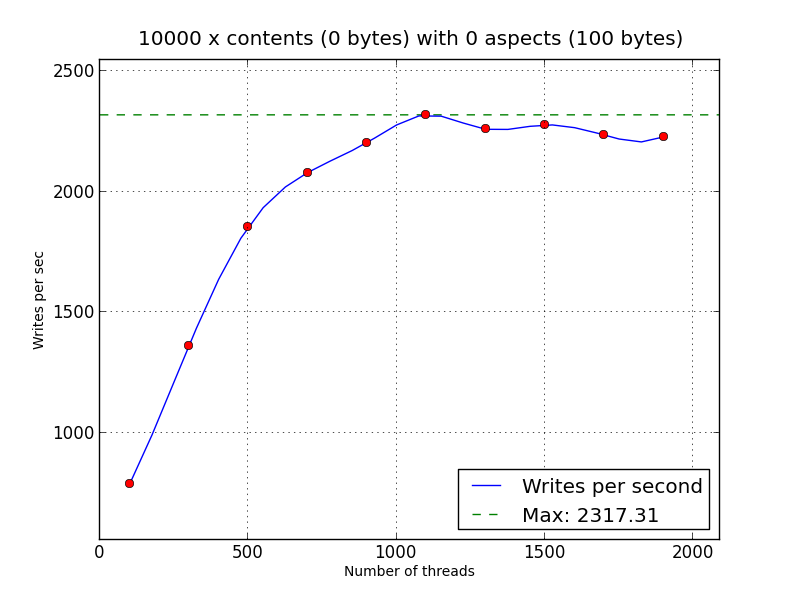 10000 x contents (0 bytes) with 0 aspects (100 bytes)
2500
2000
1500
1000
Writes per sec
Writes per second
Max: 2317.31
0 500 1000 1500 2000
Number of threads